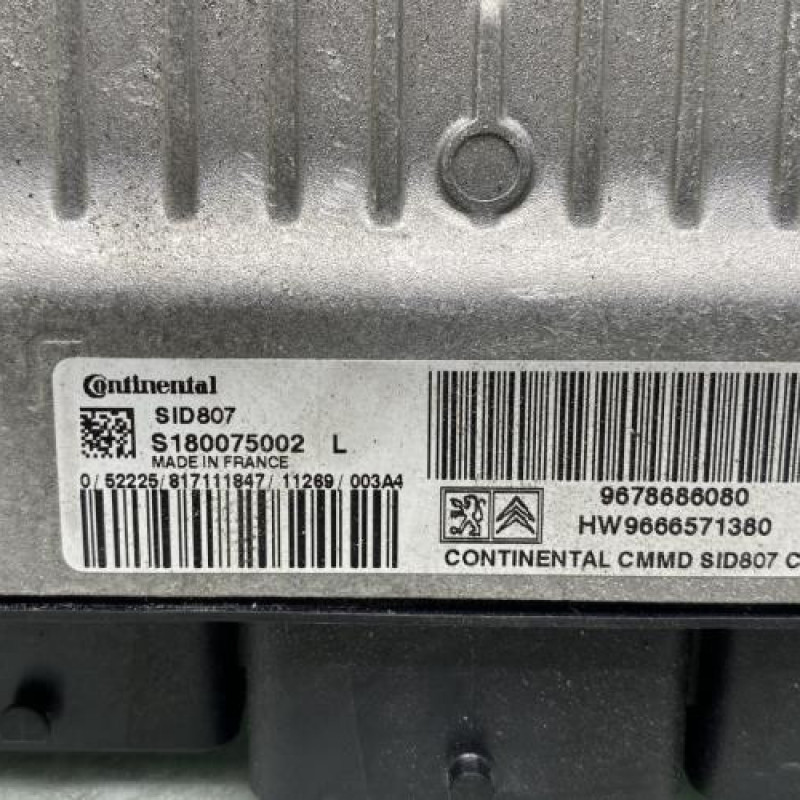 Continental
SID807
S180075002 L
MADE IN FRANCE
0/52225/817111847/11269/003A4
9678686080
HW9666571380
CONTINENTAL CMMD SID807 C